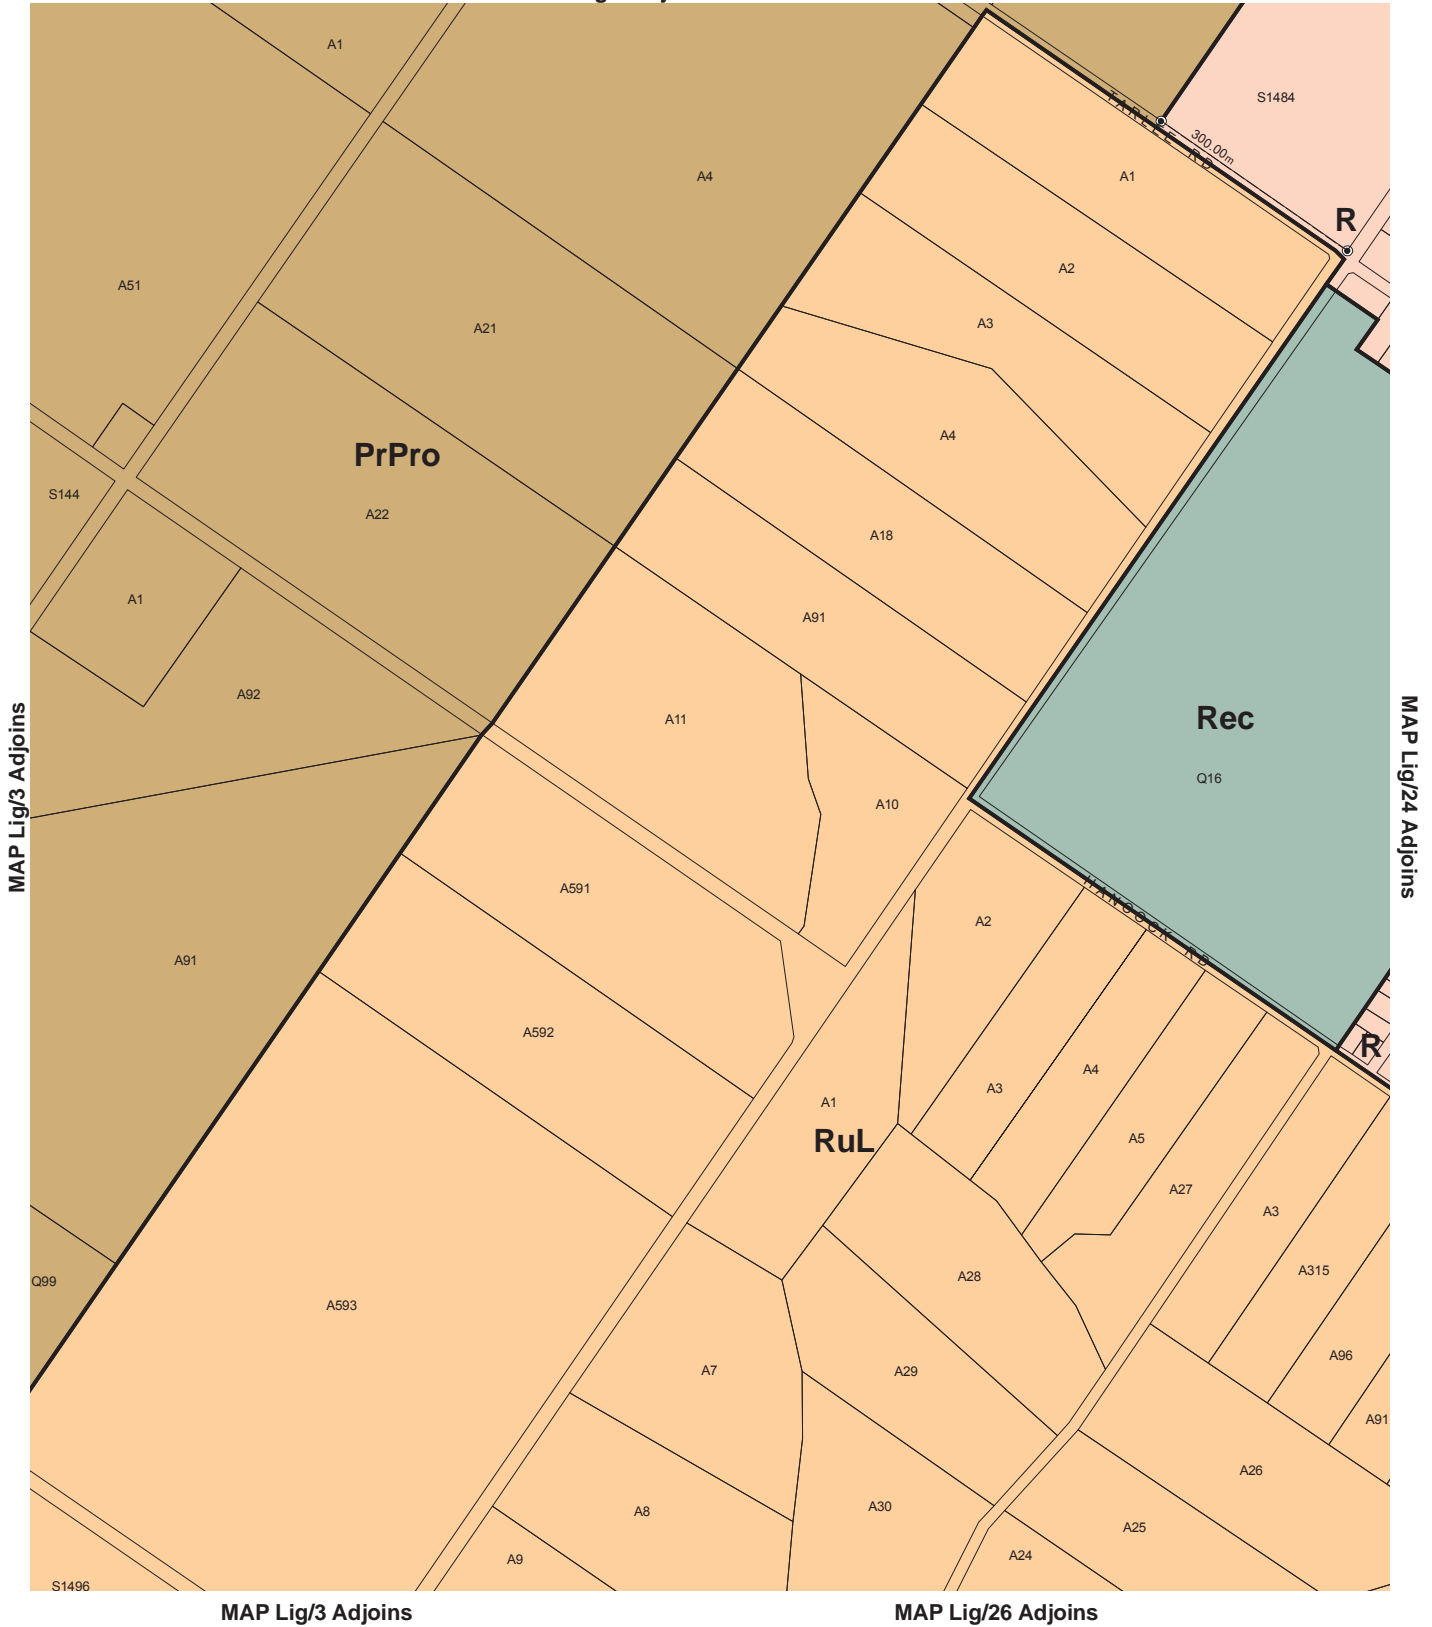 A1
S1484
TARLEE RD
300.00m
A4
A1
R
A2
A51
A3
A21
A4
PrPro
S144
A22
A18
A1
A91
A92
A11
Rec
MAP Lig/3 Adjoins
MAP Lig/24 Adjoins
Q16
A10
A591
HANCOCK RD
A2
A91
A592
R
A4
A3
A1
RuL
A5
A27
A3
Q99
A28
A315
A593
A96
A7
A29
A91
A26
A8
A30
A25
A9
A24
S1496
MAP Lig/3 Adjoins
MAP Lig/26 Adjoins